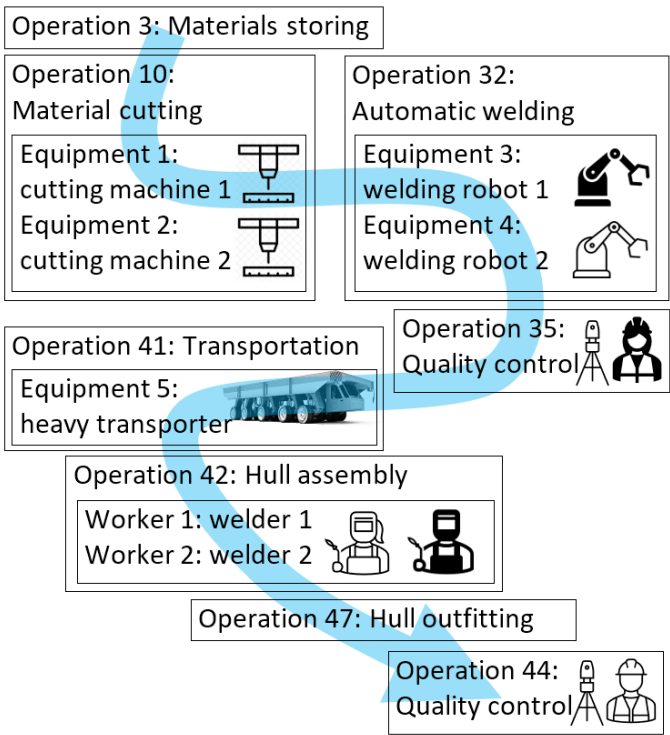 Operation 3: Materials storing
Operation 10:
Material cutting
Equipment 1:
cutting machine 1
Equipment 2:
cutting machine 2
Operation 32:
Automatic welding
Equipment 3:
welding robot 1
Equipment 4:
welding robot 2
Operation 35:
Quality control
Operation 41: Transportation
Equipment 5:
heavy transporter
Operation 42: Hull assembly
Worker 1: welder 1
Worker 2: welder 2
Operation 47: Hull outfitting
Operation 44:
Quality control